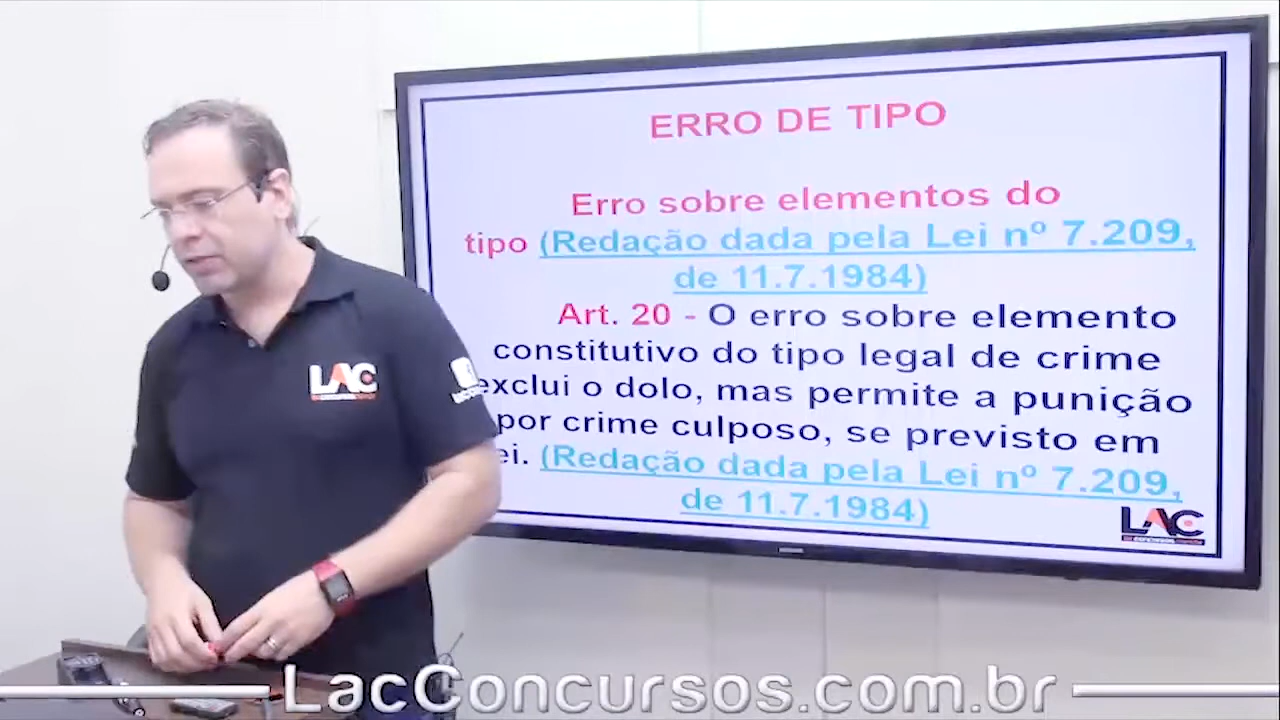 ERRO DE TIPO
Erro sobre elementos do
tipo (Redação dada pela Lei nº 7.209,
de 11.7.1984)
Art. 20 - O erro sobre elemento
constitutivo do tipo legal de crime
exclui o dolo, mas permite a punição
por crime culposo, se previsto em
ei. (Redação dada pela Lei nº 7.209,
de 11.7.1984)
LAC
LAC
LacConcursos.com.br